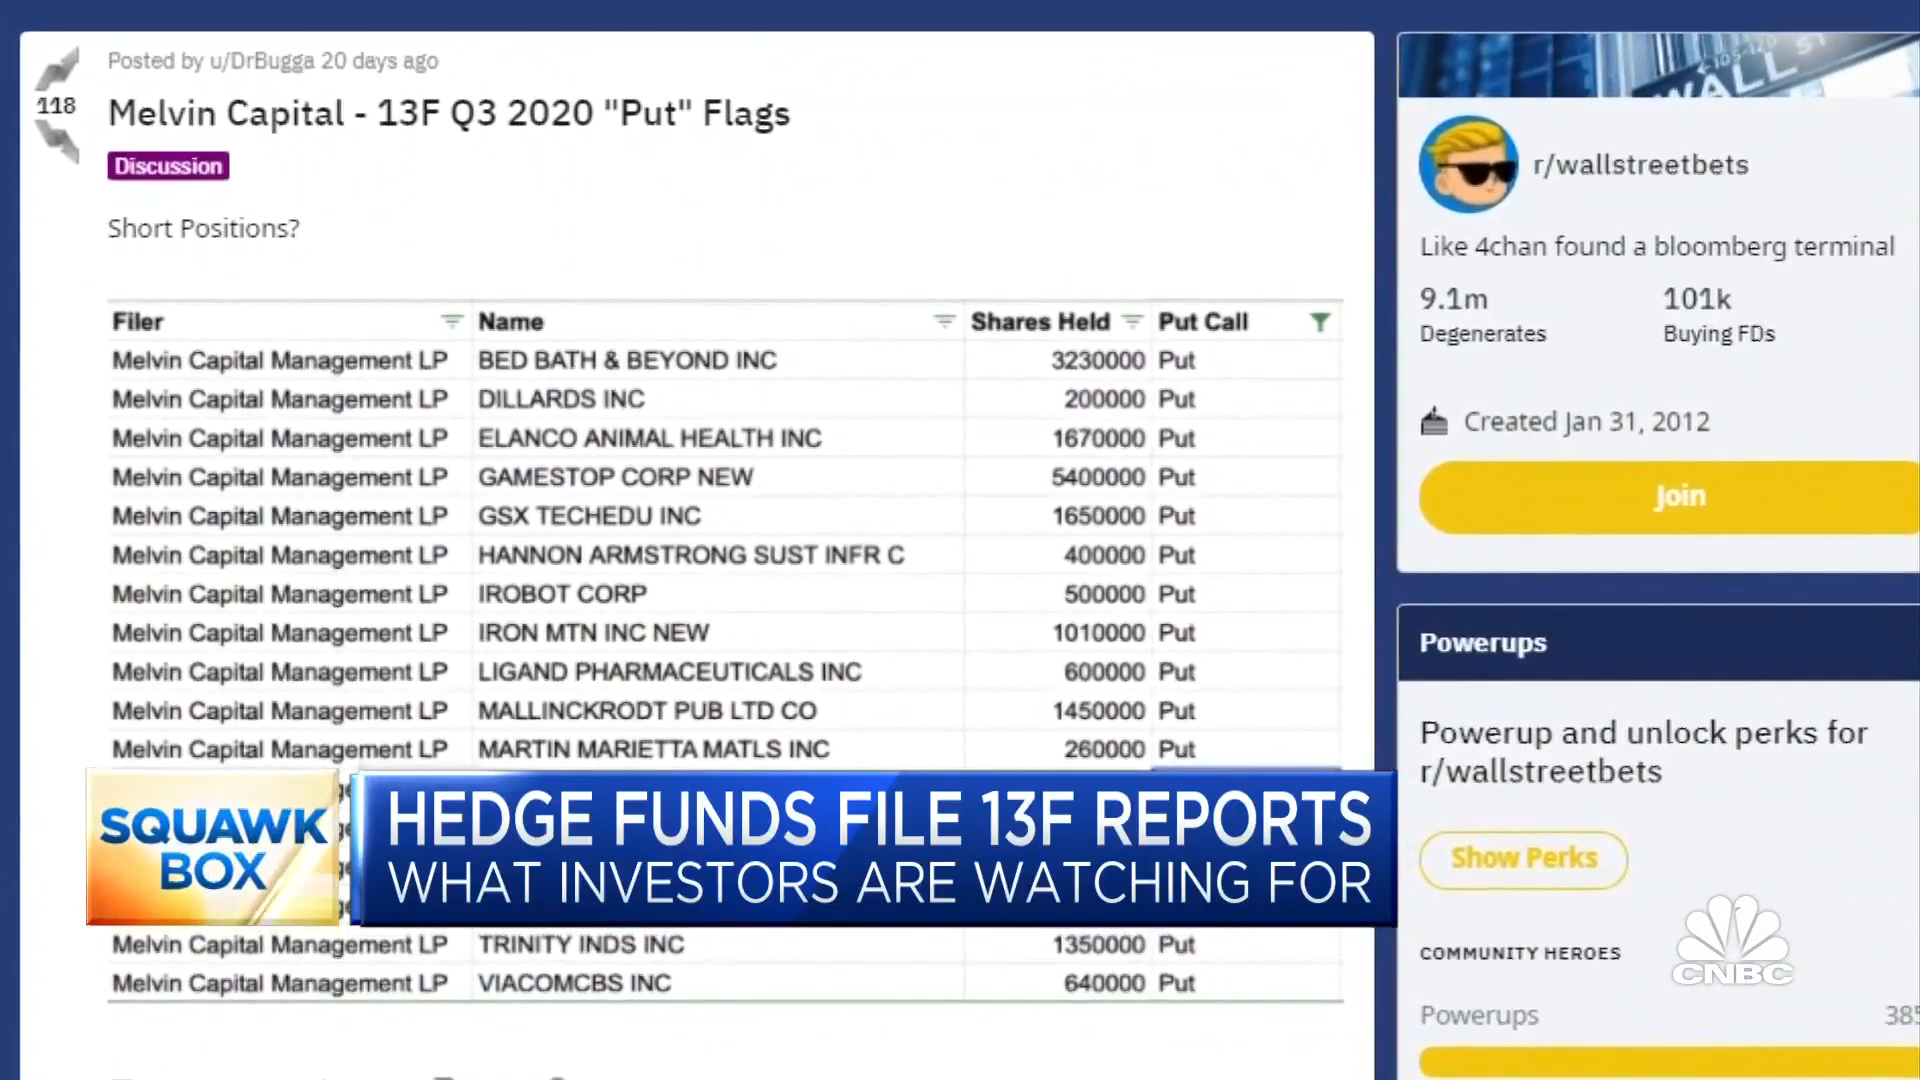 Posted by u/DrBugga 20 days ago
118
Melvin Capital - 13F Q3 2020 "Put" Flags
Discussion
Short Positions?
Filer Name Shares Held Put Call
Melvin Capital Management LP BED BATH & BEYOND INC 3230000 Put
Melvin Capital Management LP DILLARDS INC 200000 Put
Melvin Capital Management LP ELANCO ANIMAL HEALTH INC 1670000 Put
Melvin Capital Management LP GAMESTOP CORP NEW 5400000 Put
Melvin Capital Management LP GSX TECHEDU INC 1650000 Put
Melvin Capital Management LP HANNON ARMSTRONG SUST INFR C 400000 Put
Melvin Capital Management LP IROBOT CORP 500000 Put
Melvin Capital Management LP IRON MTN INC NEW 1010000 Put
Melvin Capital Management LP LIGAND PHARMACEUTICALS INC 600000 Put
Melvin Capital Management LP MALLINCKRODT PUB LTD CO 1450000 Put
Melvin Capital Management LP MARTIN MARIETTA MATLS INC 260000 Put
SQUAWK
BOX
HEDGE FUNDS FILE 13F REPORTS
WHAT INVESTORS ARE WATCHING FOR
Melvin Capital Management LP TRINITY INDS INC 1350000 Put
Melvin Capital Management LP VIACOMCBS INC 640000 Put
WALL ST
r/wallstreetbets
Like 4chan found a bloomberg terminal
9.1m 101k
Degenerates Buying FDs
Created Jan 31, 2012
Join
Powerups
Powerup and unlock perks for
r/wallstreetbets
Show Perks
COMMUNITY HEROES
CNBC
Powerups 385